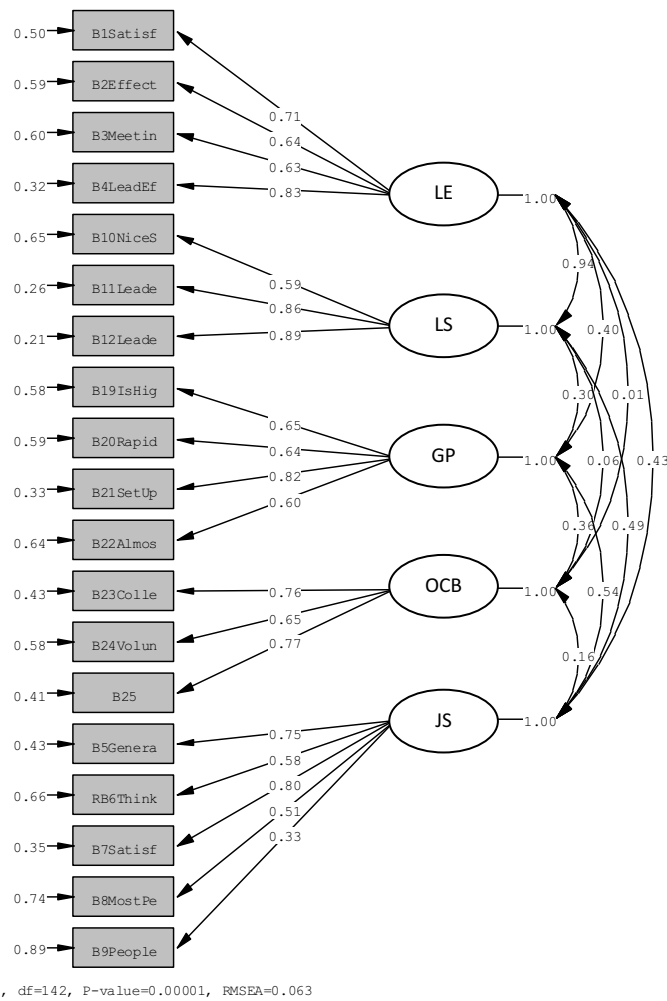 0.50 B1Satisf
0.71
0.59 B2Effect
0.64
0.60 B3Meetin
0.63
0.32 B4LeadEf
0.83
LE 1.00
0.65 B10NiceS
0.94
0.59
0.26 B11Leade
0.86
0.21 B12Leade
0.89
LS 1.00
0.40
0.58 B19IsHig
0.30 0.01
0.65
0.59 B20Rapid
0.64
GP 1.00 0.06 0.43
0.33 B21SetUp
0.82
0.60
0.64 B22Almos
0.36 0.49
0.43 B23Colle
0.76
OCB 1.00 0.54
0.58 B24Volun
0.65
0.77
0.16
0.41 B25
0.43 B5Genera
0.75
JS 1.00
0.58
0.66 RB6Think
0.80
0.51
0.33
0.35 B7Satisf
0.74 B8MostPe
0.89 B9People
, df=142, P-value=0.00001, RMSEA=0.063